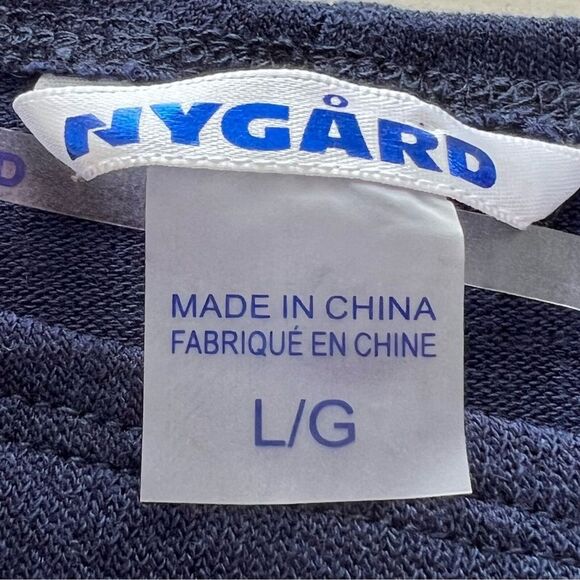 NYGÅRD
D
MADE IN CHINA
FABRIQUÉ EN CHINE
L/G